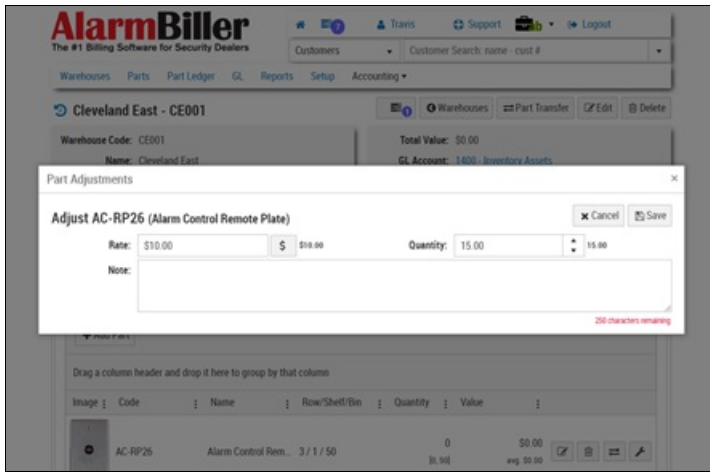 AlarmBiller
The #1 Billing Software for Security Dealers
7 Travis Support ab Logout
Customers Customer Search: name - cust #
Warehouses Parts Part Ledger GL Reports Setup Accounting
Cleveland East - CE001
1 Warehouses Part Transfer Edit Delete
Warehouse Code: CE001 Total Value: $0.00
Name: Cleveland East GL Account: 1400 - Inventory Assets
Part Adjustments ×
Adjust AC-RP26 (Alarm Control Remote Plate) Cancel Save
Rate: $10.00 $ $10.00 Quantity: 15.00 15.00
Note:
250 characters remaining
+ Add Part
Drag a column header and drop it here to group by that column
Image Code Name Row/Shelf/Bin Quantity Value
AC-RP26 Alarm Control Rem... 3 / 1 / 50 0 $0.00
[0, 50] avg. $0.00